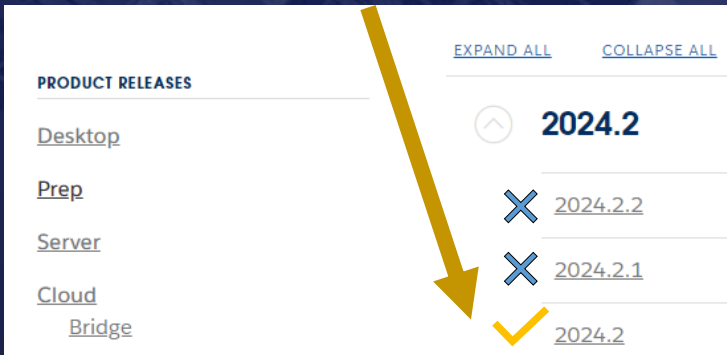 EXPAND ALL COLLAPSE ALL
PRODUCT RELEASES
2024.2
Desktop
Prep
2024.2.2
Server
2024.2.1
Cloud
Bridge
2024.2